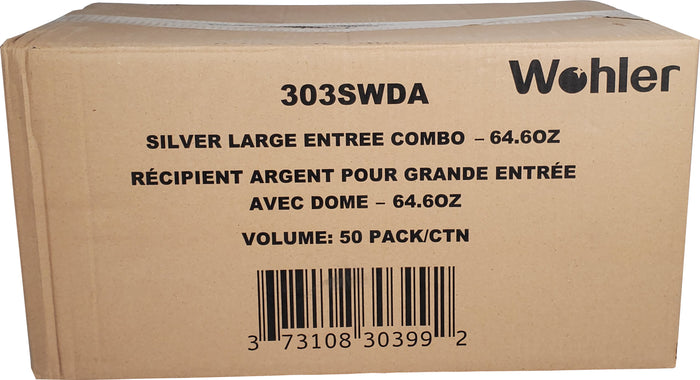 Wohler
303SWDA
SILVER LARGE ENTREE COMBO – 64.6OZ
RÉCIPIENT ARGENT POUR GRANDE ENTRÉE
AVEC DOME – 64.6OZ
VOLUME: 50 PACK/CTN
3 73108 30399 2